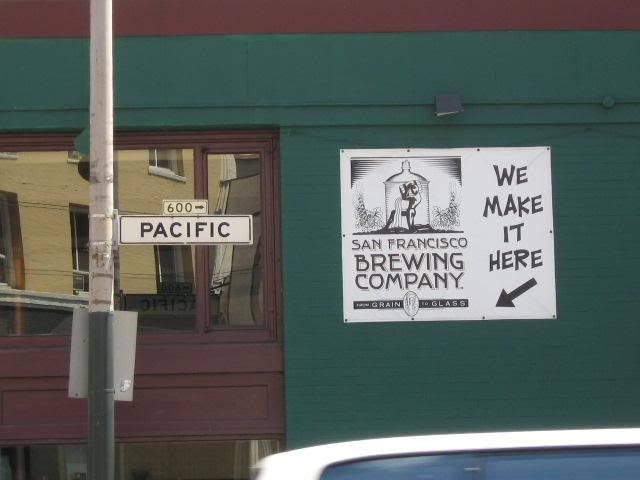 600→
PACIFIC
SAN FRANCISCO
BREWING
COMPANY
FROM GRAIN TO GLASS
WE
MAKE
IT
HERE